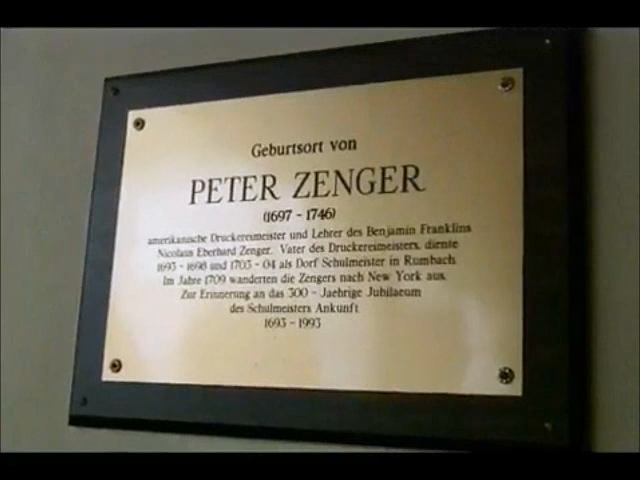 Geburtsort von
PETER ZENGER
(1697 - 1746)
amerikanische Druckereimeister und Lehrer des Benjamin Franklins
Nicolaus Eberhard Zenger, Vater des Druckereimeisters, diente
1693 - 1698 und 1703 - 04 als Dorf Schulmeister in Rumbach
Im Jahre 1709 wanderten die Zengers nach New York aus.
Zur Erinnerung an das 300 - Jaehrige Jubilaeum
des Schulmeisters Ankunft
1693 - 1993